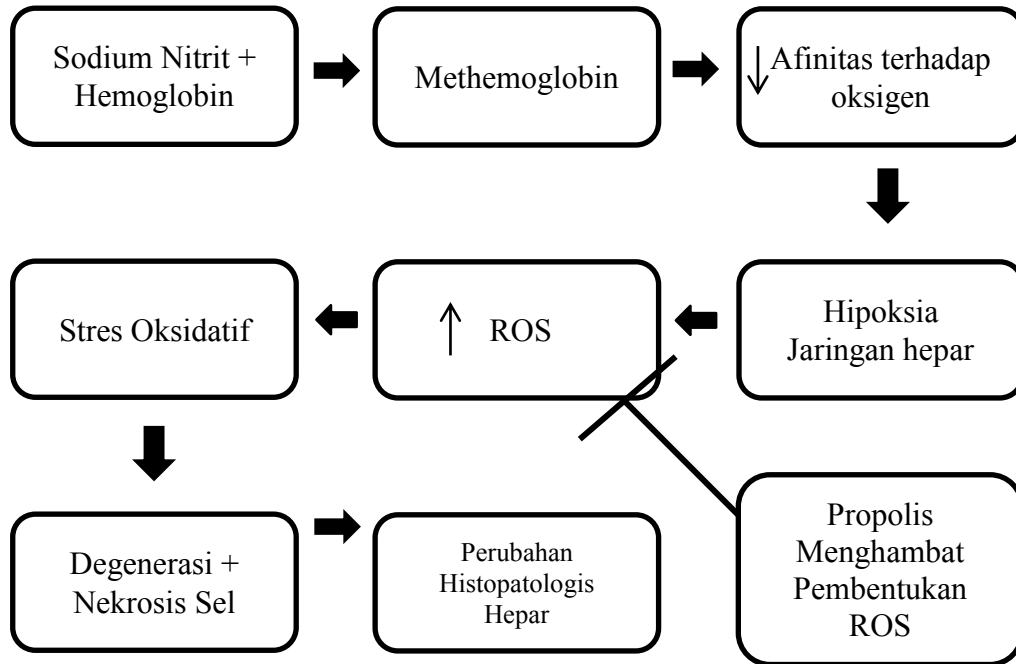 Sodium Nitrit +
Hemoglobin
Methemoglobin
↓ Afinitas terhadap
oksigen
Hipoksia
Jaringan hepar
↑ ROS
Stres Oksidatif
Degenerasi +
Nekrosis Sel
Perubahan
Histopatologis
Hepar
Propolis
Menghambat
Pembentukan
ROS